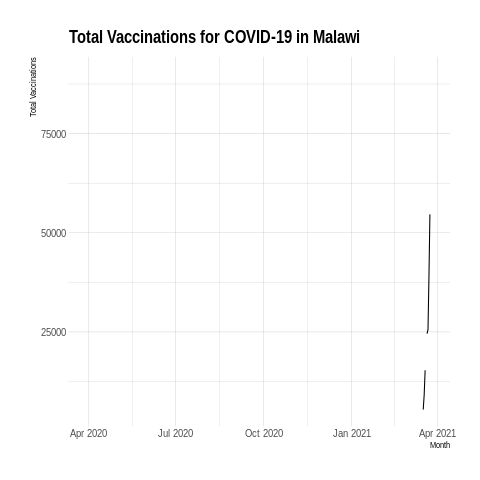 Total Vaccinations for COVID-19 in Malawi
Total Vaccinations
75000
50000
25000
Apr 2020 Jul 2020 Oct 2020 Jan 2021 Apr 2021
Month